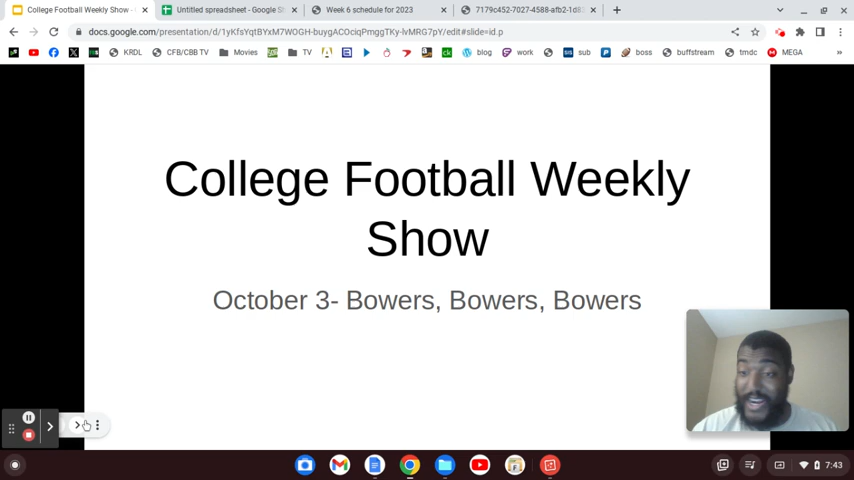 College Football Weekly Show -
Untitled spreadsheet - Google Sh
Week 6 schedule for 2023
7179c452-7027-4588-afb2-1d83
docs.google.com/presentation/d/1yKfsYqtBYxM7WOGH-buygACOciqPmggTKy-lvMRG7pY/edit#slide=id.p
KRDL
CFB/CBB TV
Movies
TV
ck
blog
work
sub
boss
buffstream
tmdc
MEGA
College Football Weekly
Show
October 3- Bowers, Bowers, Bowers
7:43